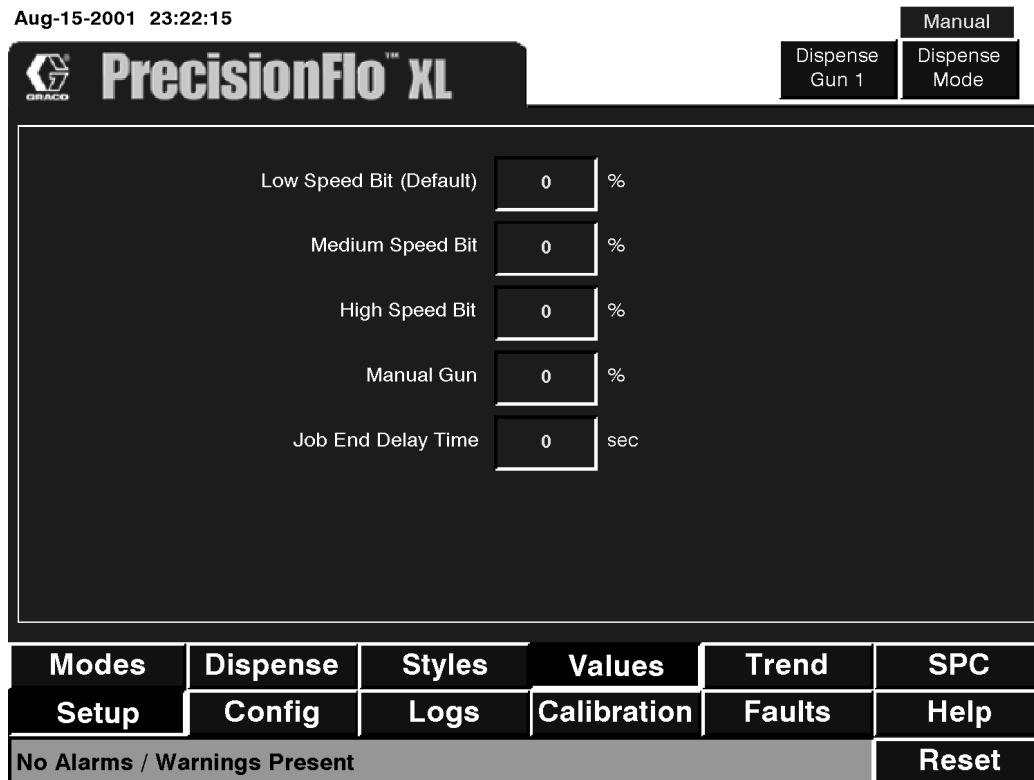 Aug-15-2001 23:22:15
Manual
Dispense Gun 1
Dispense Mode
GRACO
PrecisionFlo™ XL
Low Speed Bit (Default) 0 %
Medium Speed Bit 0 %
High Speed Bit 0 %
Manual Gun 0 %
Job End Delay Time 0 sec
Modes Dispense Styles Values Trend SPC
Setup Config Logs Calibration Faults Help
No Alarms / Warnings Present Reset